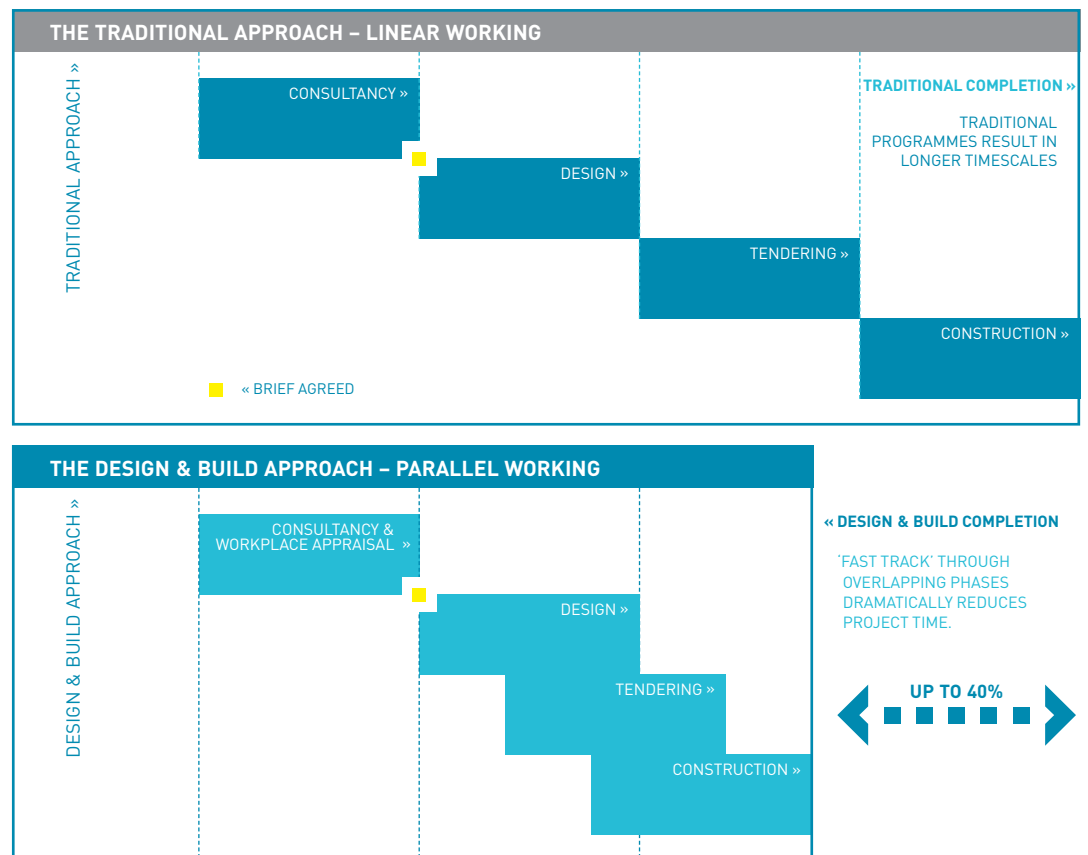 THE TRADITIONAL APPROACH – LINEAR WORKING
TRADITIONAL APPROACH »
CONSULTANCY »
DESIGN »
TENDERING »
CONSTRUCTION »
TRADITIONAL COMPLETION »
TRADITIONAL
PROGRAMMES RESULT IN
LONGER TIMESCALES
« BRIEF AGREED
THE DESIGN & BUILD APPROACH – PARALLEL WORKING
DESIGN & BUILD APPROACH »
CONSULTANCY &
WORKPLACE APPRAISAL »
DESIGN »
TENDERING »
CONSTRUCTION »
« DESIGN & BUILD COMPLETION
'FAST TRACK' THROUGH
OVERLAPPING PHASES
DRAMATICALLY REDUCES
PROJECT TIME.
UP TO 40%